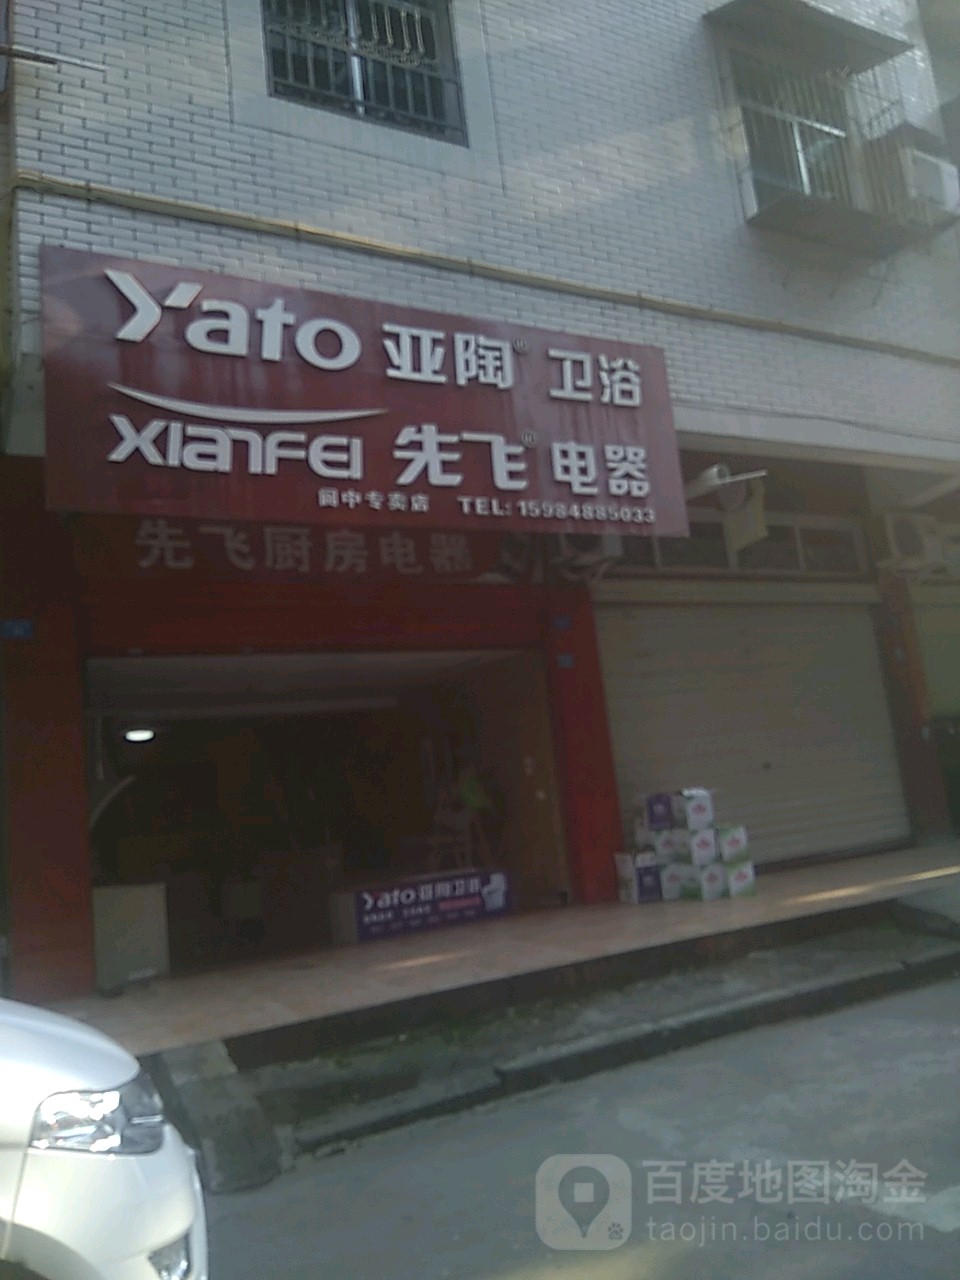 Yato 亚陶® 卫浴
XIANFEI 先飞® 电器
阆中专卖店 TEL: 15984885033
先飞厨房电器
Yato 亚陶卫浴
百度地图淘金
taojin.baidu.com